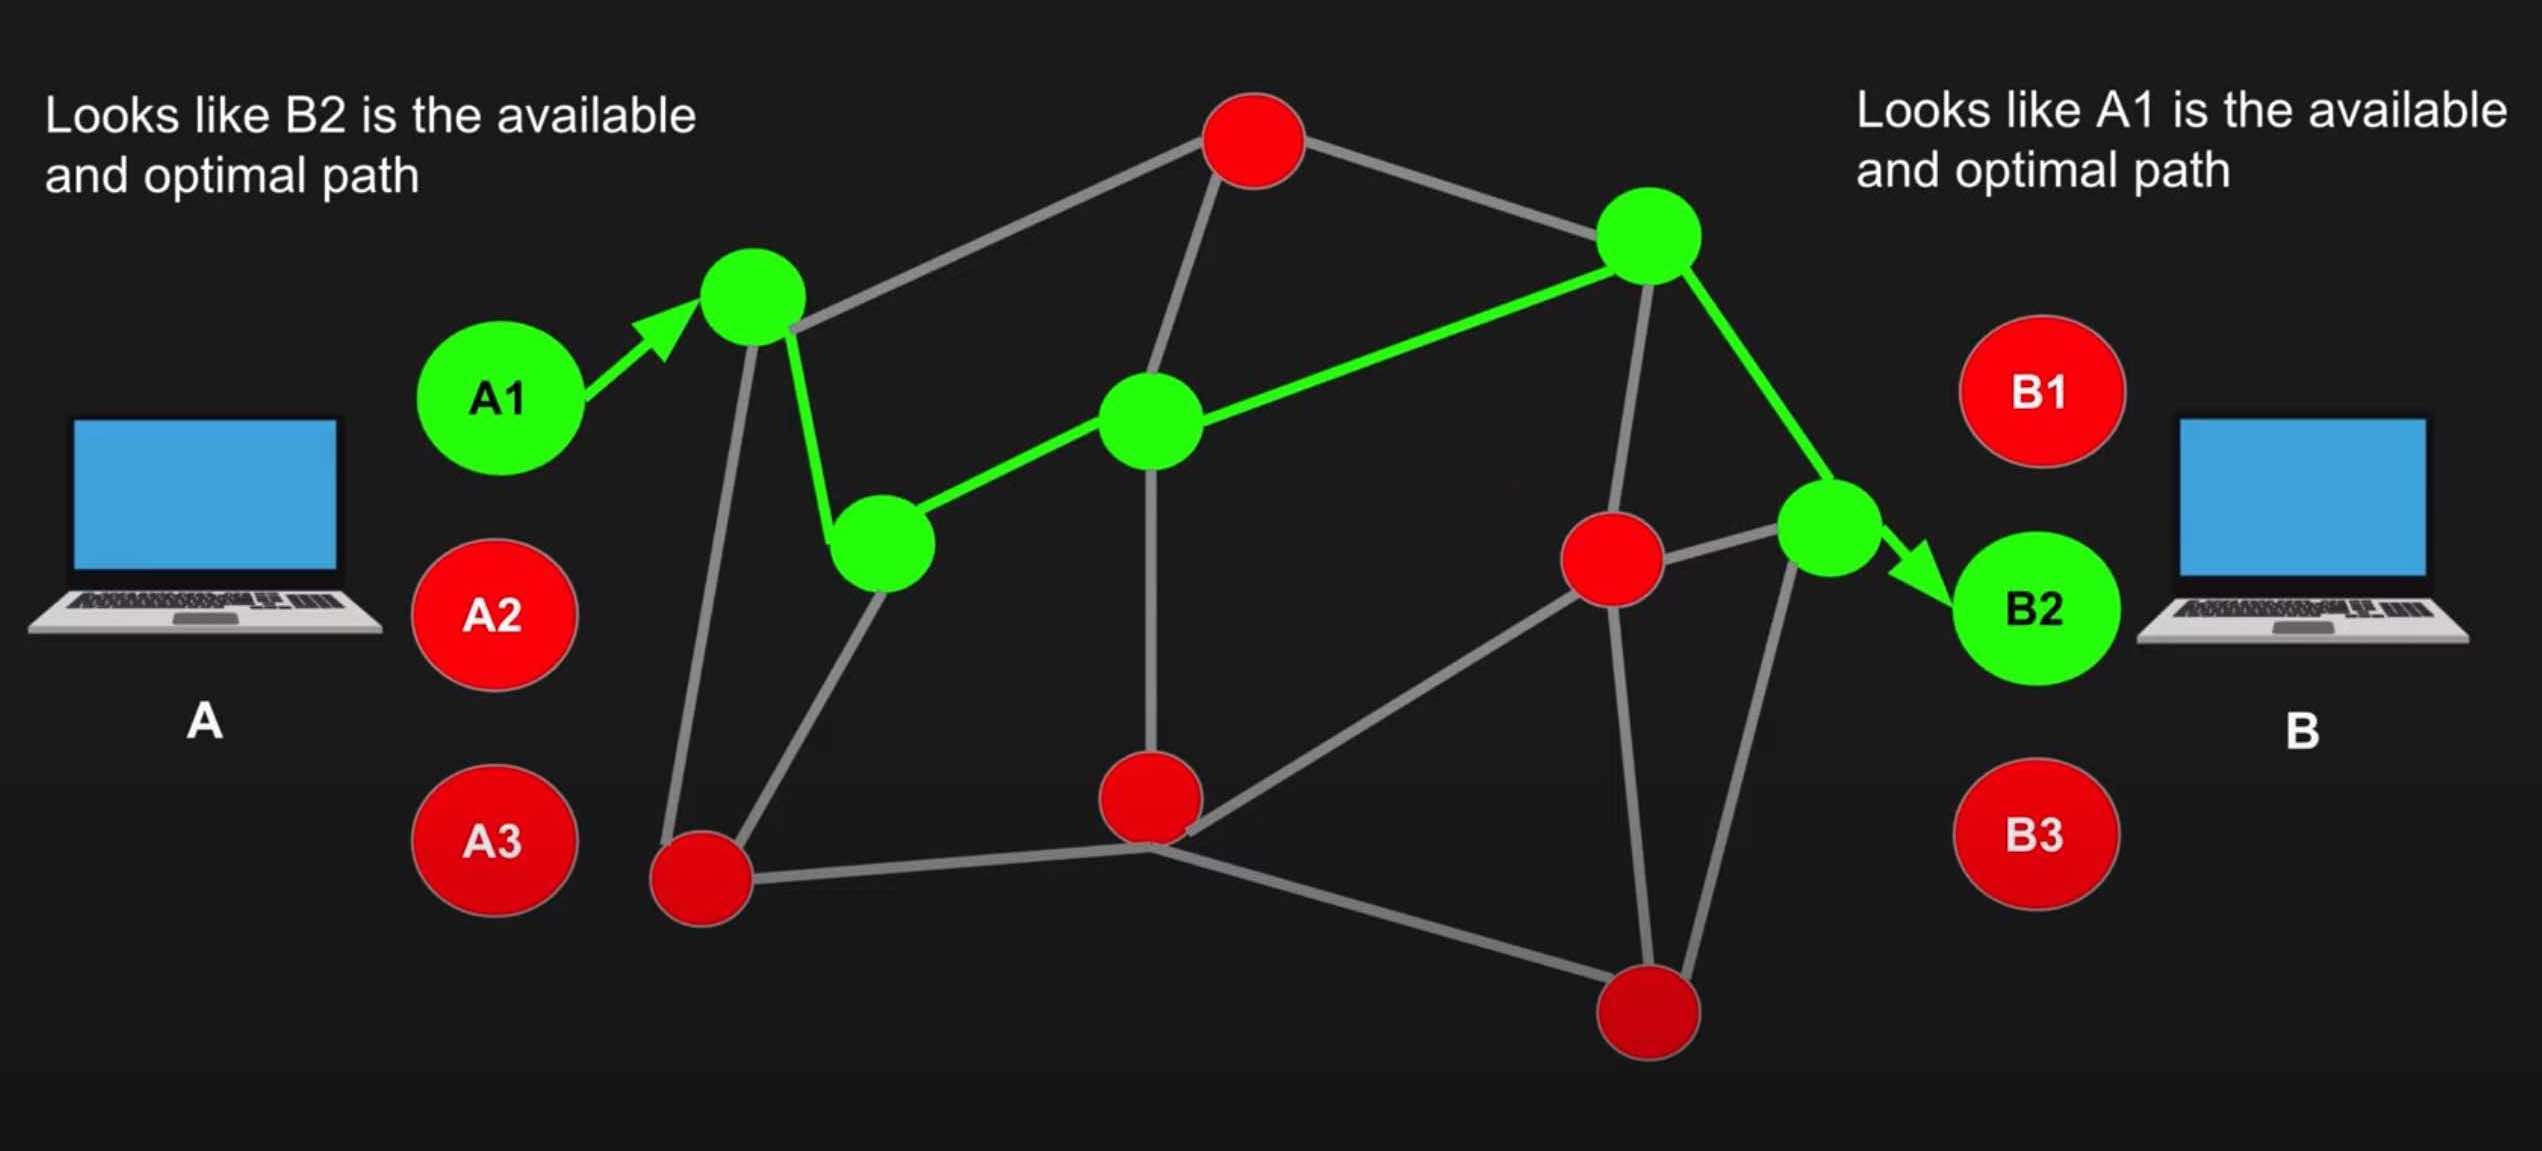 Looks like B2 is the available
and optimal path
Looks like A1 is the available
and optimal path
A1
A2
A3
A
B1
B2
B3
B